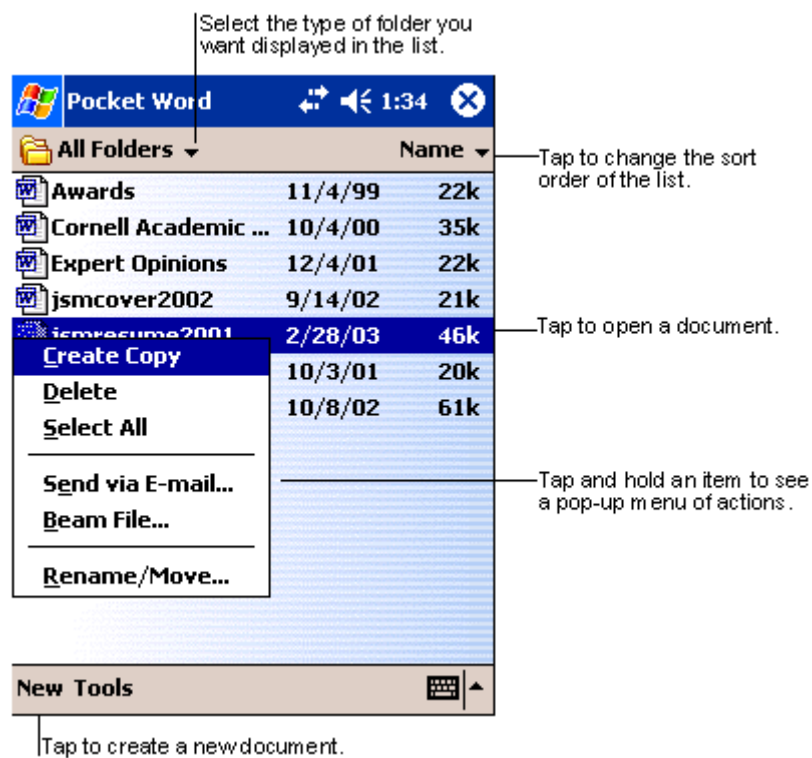 Select the type of folder you
want displayed in the list.
Pocket Word 1:34
All Folders Name
Tap to change the sort
order of the list.
Awards 11/4/99 22k
Cornell Academic ... 10/4/00 35k
Expert Opinions 12/4/01 22k
jsmcover2002 9/14/02 21k
jsmresume2001 2/28/03 46k
Tap to open a document.
Create Copy
10/3/01 20k
Delete
10/8/02 61k
Select All
Send via E-mail...
Tap and hold an item to see
a pop-up menu of actions.
Beam File...
Rename/Move...
New Tools
Tap to create a new document.